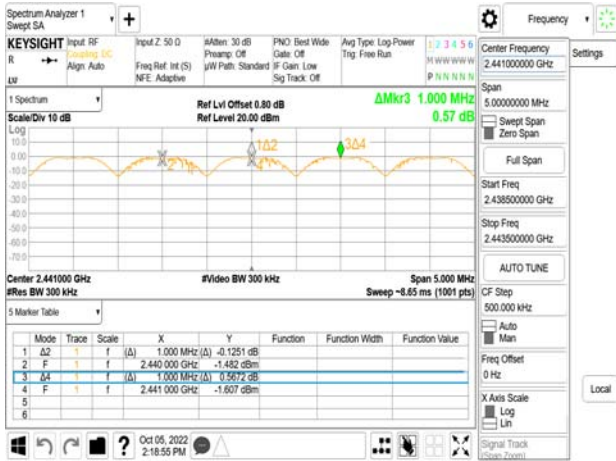 Spectrum Analyzer 1
Swept SA
+
Frequency
KEYSIGHT Input: RF Input Z: 50 Ω #Atten: 30 dB PNO: Best Wide Avg Type: Log-Power 1 2 3 4 5 6
R Coupling: DC Preamp: Off Gate: Off Trig: Free Run M W W W W W
Align: Auto Freq Ref: Int (S) µW Path: Standard IF Gain: Low P N N N N N
NFE: Adaptive Sig Track: Off
LXI
Center Frequency
2.441000000 GHz
Settings
Span
5.00000000 MHz
Swept Span
Zero Span
Full Span
Start Freq
2.438500000 GHz
Stop Freq
2.443500000 GHz
AUTO TUNE
CF Step
500.000 kHz
Auto
Man
Freq Offset
0 Hz
X Axis Scale
Log
Lin
Local
Signal Track
(Span Zoom)
1 Spectrum
Ref Lvl Offset 0.80 dB ΔMkr3 1.000 MHz
Scale/Div 10 dB Ref Level 20.00 dBm 0.57 dB
Log
10.0
0.00
-10.0
-20.0
-30.0
-40.0
-50.0
-60.0
-70.0
2
1Δ2
3Δ4
Center 2.441000 GHz #Video BW 300 kHz Span 5.000 MHz
#Res BW 300 kHz Sweep ~8.65 ms (1001 pts)
5 Marker Table
Mode Trace Scale X Y Function Function Width Function Value
1 Δ2 1 f (Δ) 1.000 MHz (Δ) -0.1251 dB
2 F 1 f 2.440 000 GHz -1.482 dBm
3 Δ4 1 f (Δ) 1.000 MHz (Δ) 0.5672 dB
4 F 1 f 2.441 000 GHz -1.607 dBm
5
6
? Oct 05, 2022
2:18:55 PM